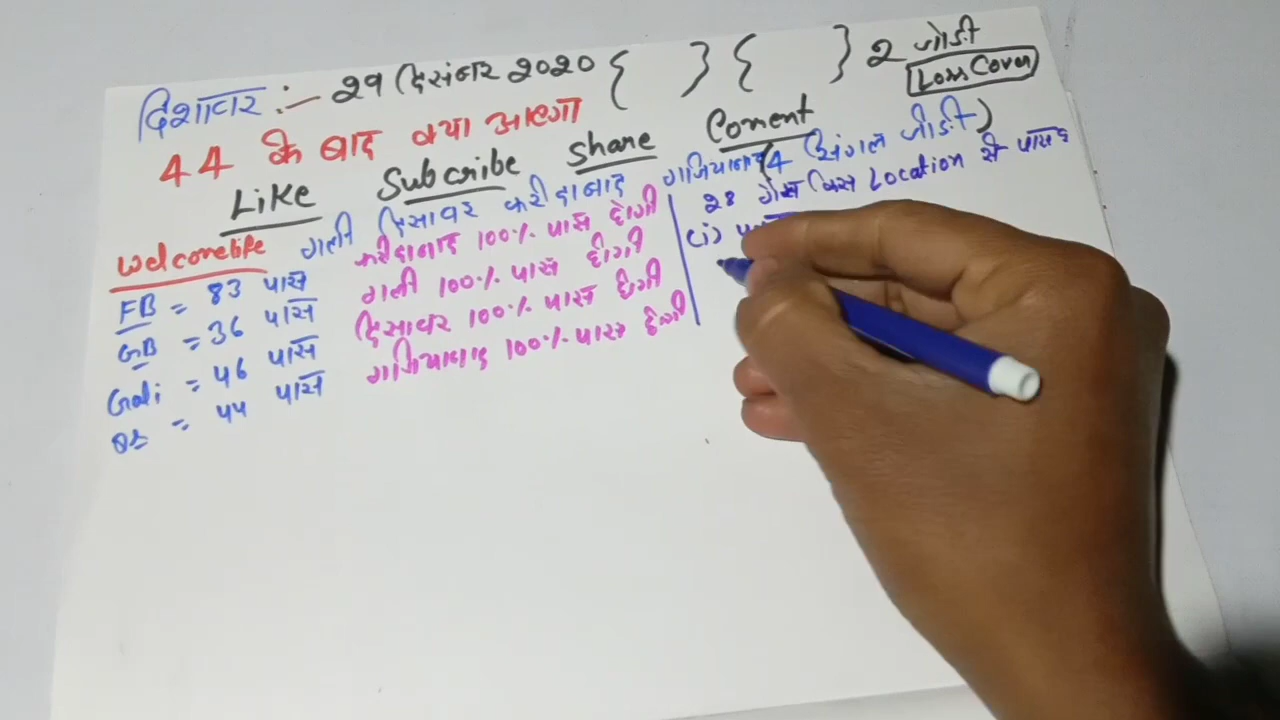 दिशावार :- 29 दिसंबर 2020 { } { } 2 जोडी
Loss Cover
44 के बाद क्या आएगा
Like Subscribe Share Coment
गली दिसावर फरीदाबाद गाजियाबाद (4 सिंगल जोडी)
Welcomelife
FB = 83 पास
GB = 36 पास
Gali = 46 पास
DS = 44 पास
फरीदाबाद 100% पास होगी
गली 100% पास होगी
दिसावर 100% पास होगी
गाजियाबाद 100% पास होगी
28 गेस किस Location से पास
(i)